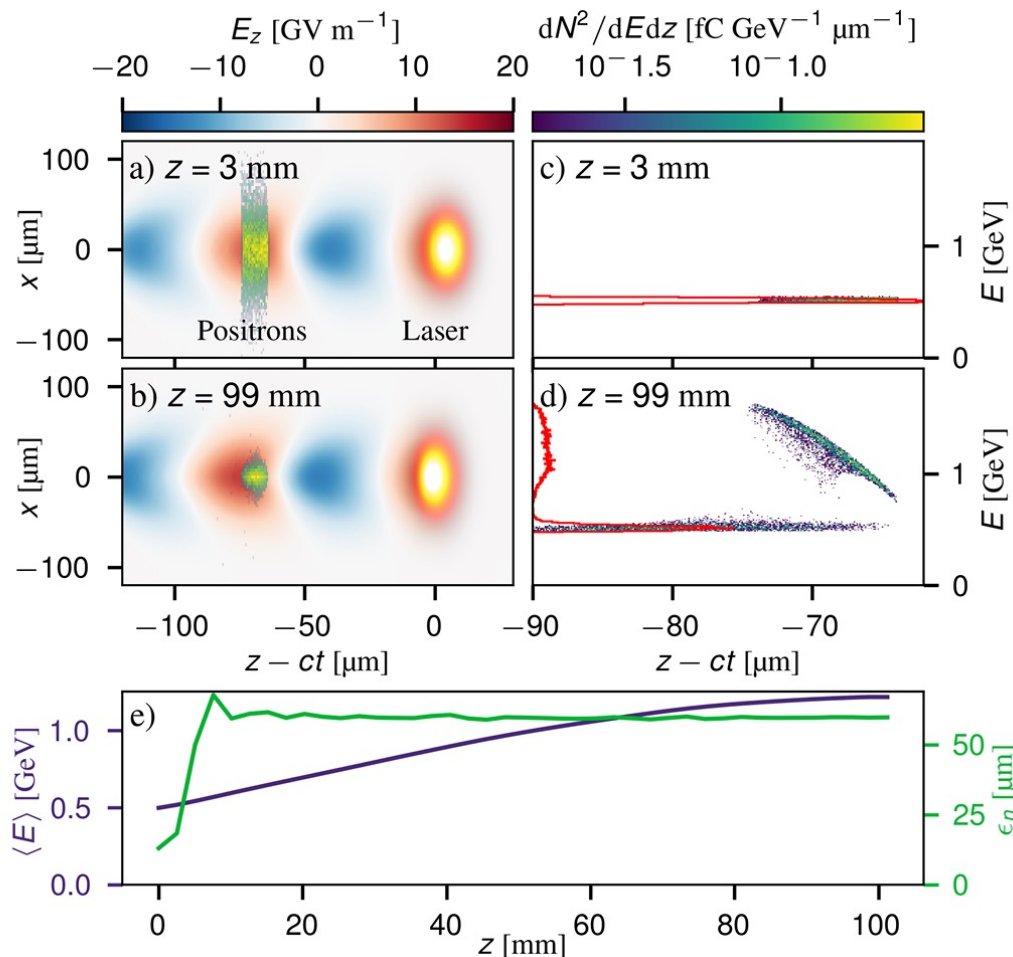 E_z [GV m⁻¹]
dN²/dEdz [fC GeV⁻¹ μm⁻¹]
−20 −10 0 10 20
10⁻1.5 10⁻1.0
a) z = 3 mm
c) z = 3 mm
100
0
−100
x [μm]
Positrons
Laser
1
0
E [GeV]
b) z = 99 mm
d) z = 99 mm
100
0
−100
x [μm]
1
0
E [GeV]
−100 −50 0
−90 −80 −70
z − ct [μm]
z − ct [μm]
e)
1.0
0.5
0.0
⟨E⟩ [GeV]
50
25
0
ϵ_n [μm]
0 20 40 60 80 100
z [mm]